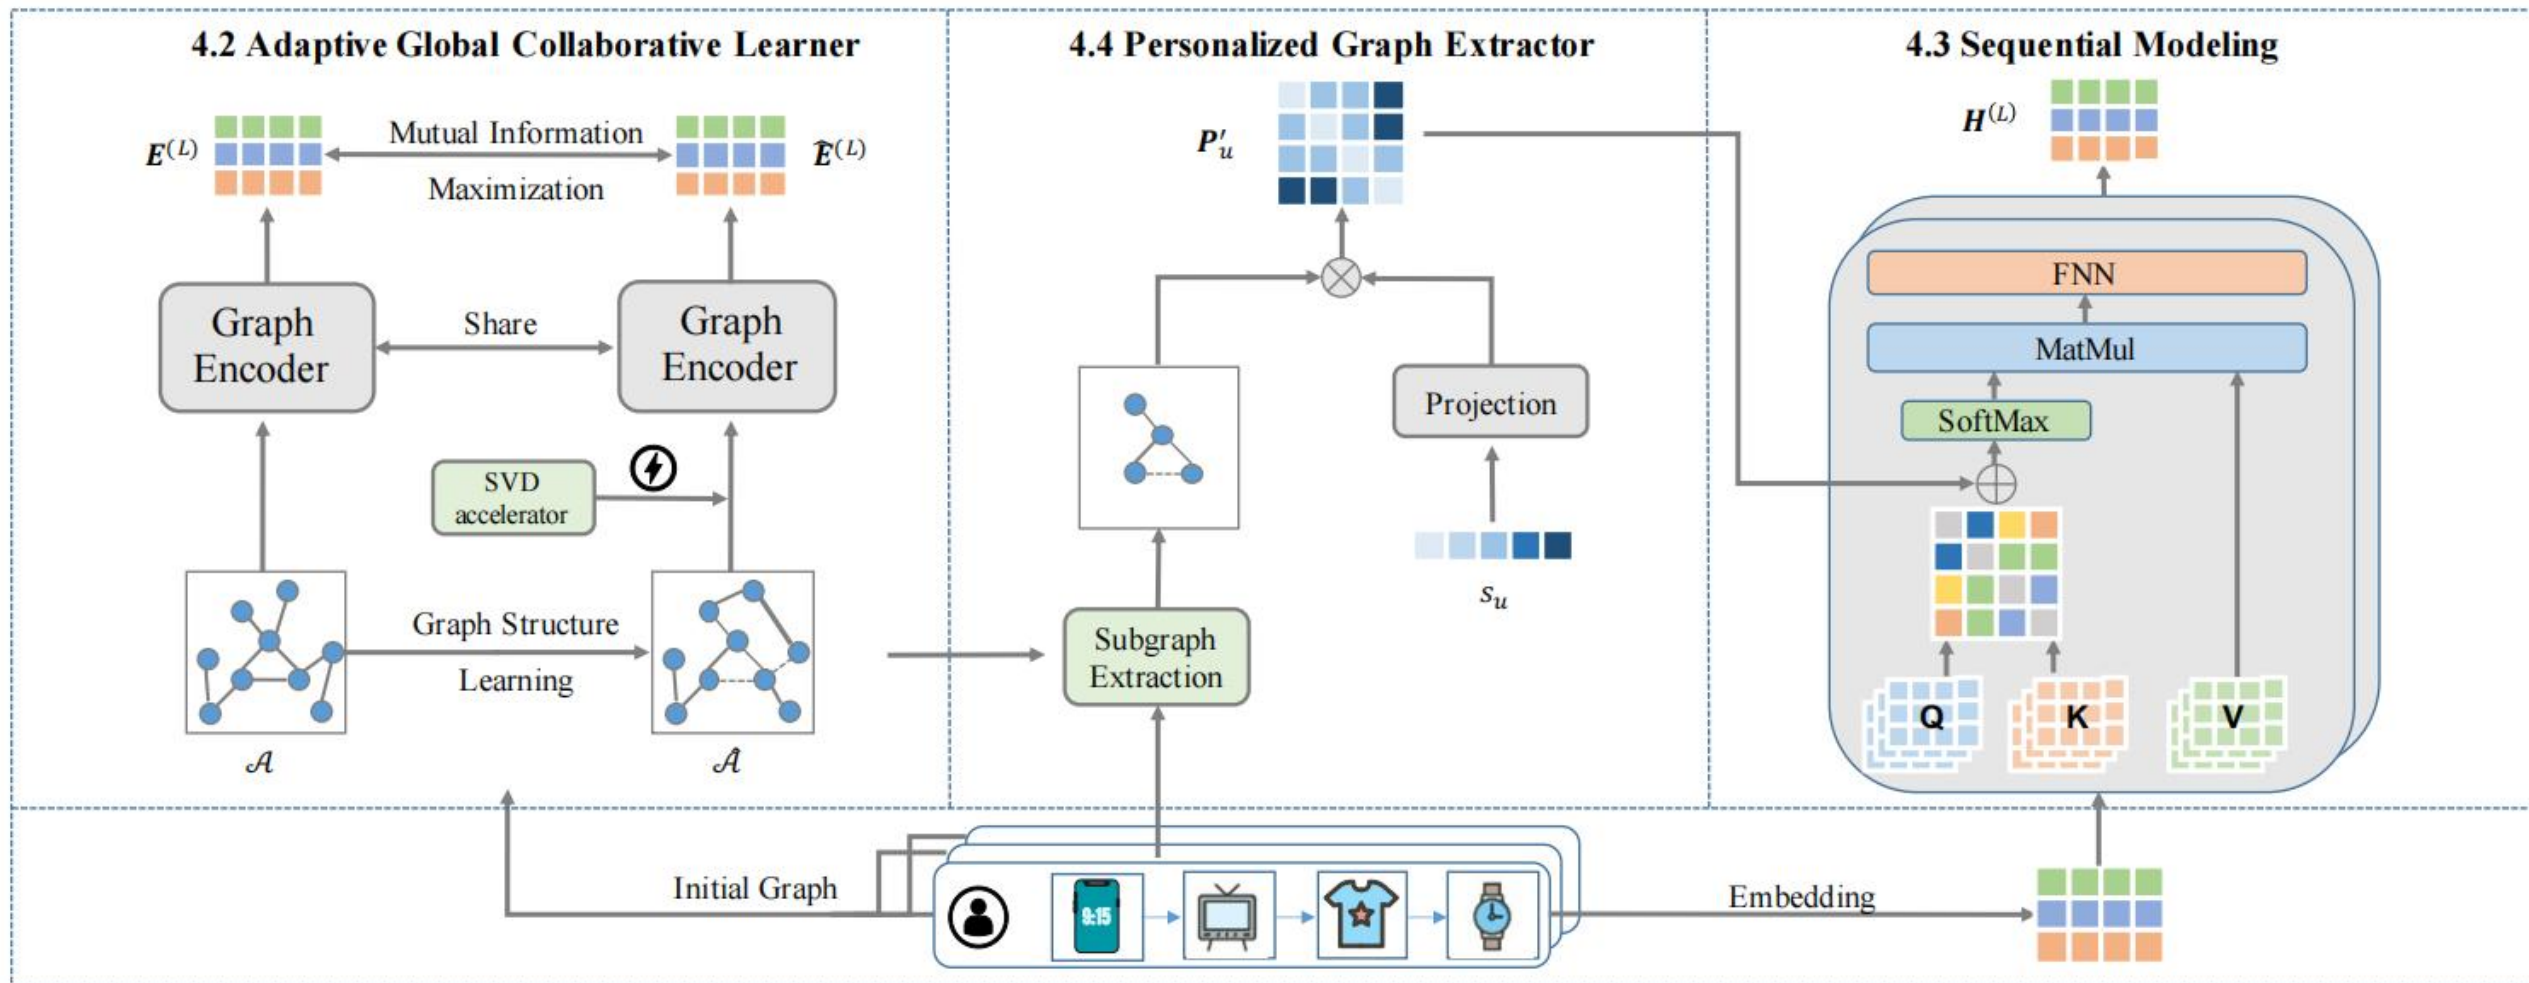 4.2 Adaptive Global Collaborative Learner
E^(L)
Mutual Information
Maximization
Ê^(L)
Graph
Encoder
Share
Graph
Encoder
SVD
accelerator
Graph Structure
Learning
𝒜
𝒜̂
4.4 Personalized Graph Extractor
P′_u
Projection
s_u
Subgraph
Extraction
4.3 Sequential Modeling
H^(L)
FNN
MatMul
SoftMax
Q
K
V
Initial Graph
9:15
Embedding